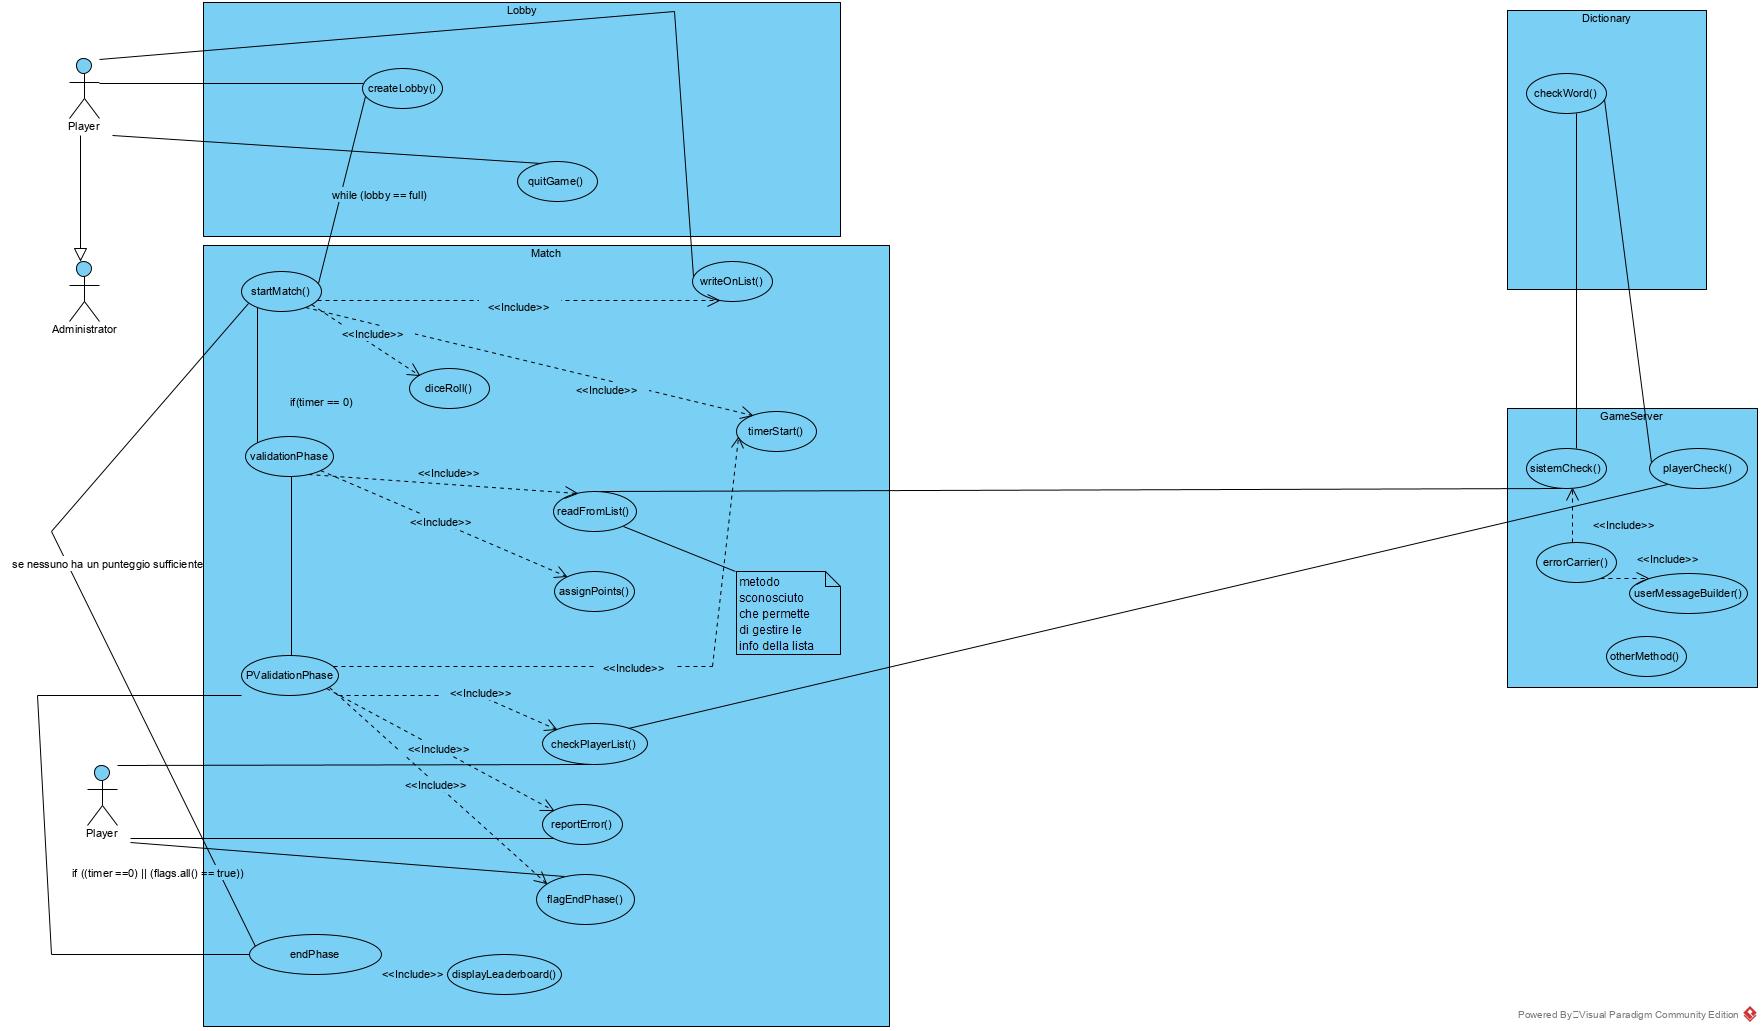 Lobby
Dictionary
createLobby()
checkWord()
Player
quitGame()
while (lobby == full)
Match
writeOnList()
startMatch()
<<Include>>
Administrator
<<Include>>
diceRoll()
<<Include>>
if(timer == 0)
timerStart()
GameServer
validationPhase
<<Include>>
sistemCheck()
playerCheck()
readFromList()
<<Include>>
<<Include>>
errorCarrier()
<<Include>>
userMessageBuilder()
se nessuno ha un punteggio sufficiente
assignPoints()
metodo
sconosciuto
che permette
di gestire le
info della lista
otherMethod()
PValidationPhase
<<Include>>
<<Include>>
checkPlayerList()
<<Include>>
<<Include>>
reportError()
Player
if ((timer ==0) || (flags.all() == true))
flagEndPhase()
endPhase
<<Include>>
displayLeaderboard()
Powered By Visual Paradigm Community Edition